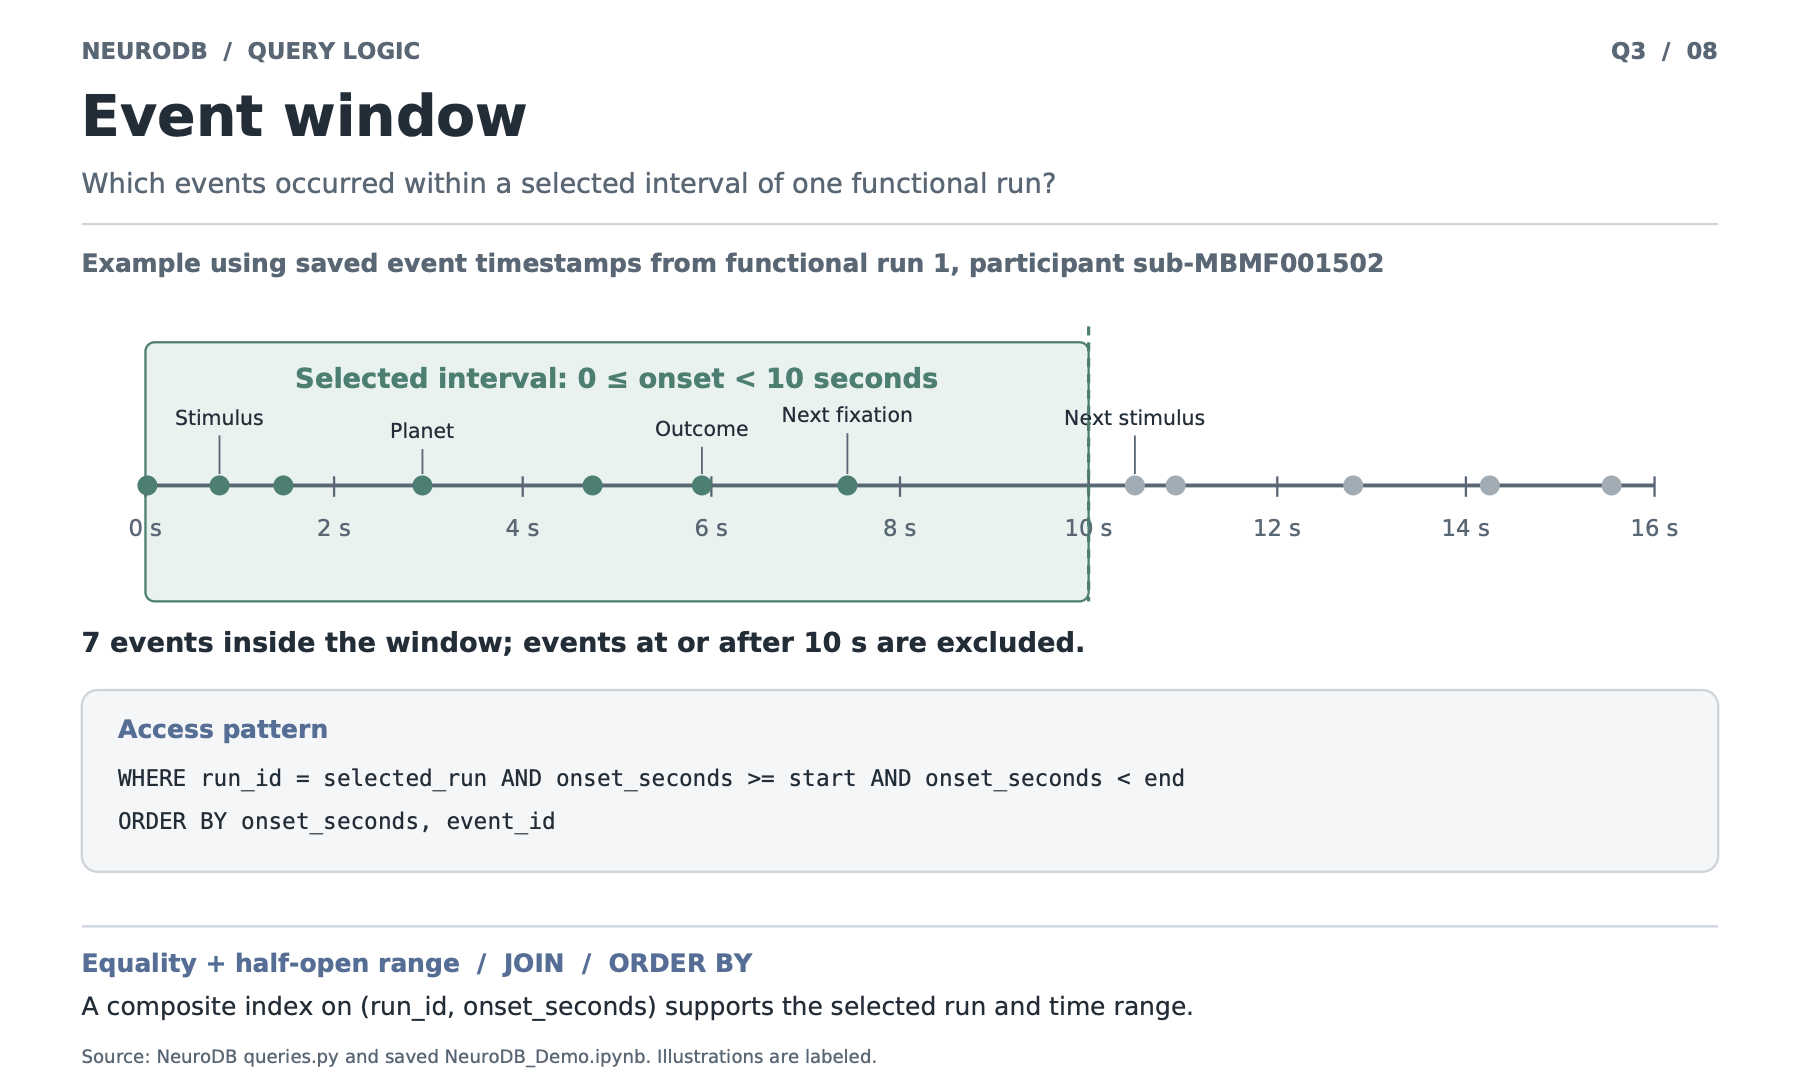 NEURODB / QUERY LOGIC
Q3 / 08
Event window
Which events occurred within a selected interval of one functional run?
Example using saved event timestamps from functional run 1, participant sub-MBMF001502
Selected interval: 0 ≤ onset < 10 seconds
Stimulus
Planet
Outcome
Next fixation
Next stimulus
0 s
2 s
4 s
6 s
8 s
10 s
12 s
14 s
16 s
7 events inside the window; events at or after 10 s are excluded.
Access pattern
WHERE run_id = selected_run AND onset_seconds >= start AND onset_seconds < end
ORDER BY onset_seconds, event_id
Equality + half-open range / JOIN / ORDER BY
A composite index on (run_id, onset_seconds) supports the selected run and time range.
Source: NeuroDB queries.py and saved NeuroDB_Demo.ipynb. Illustrations are labeled.